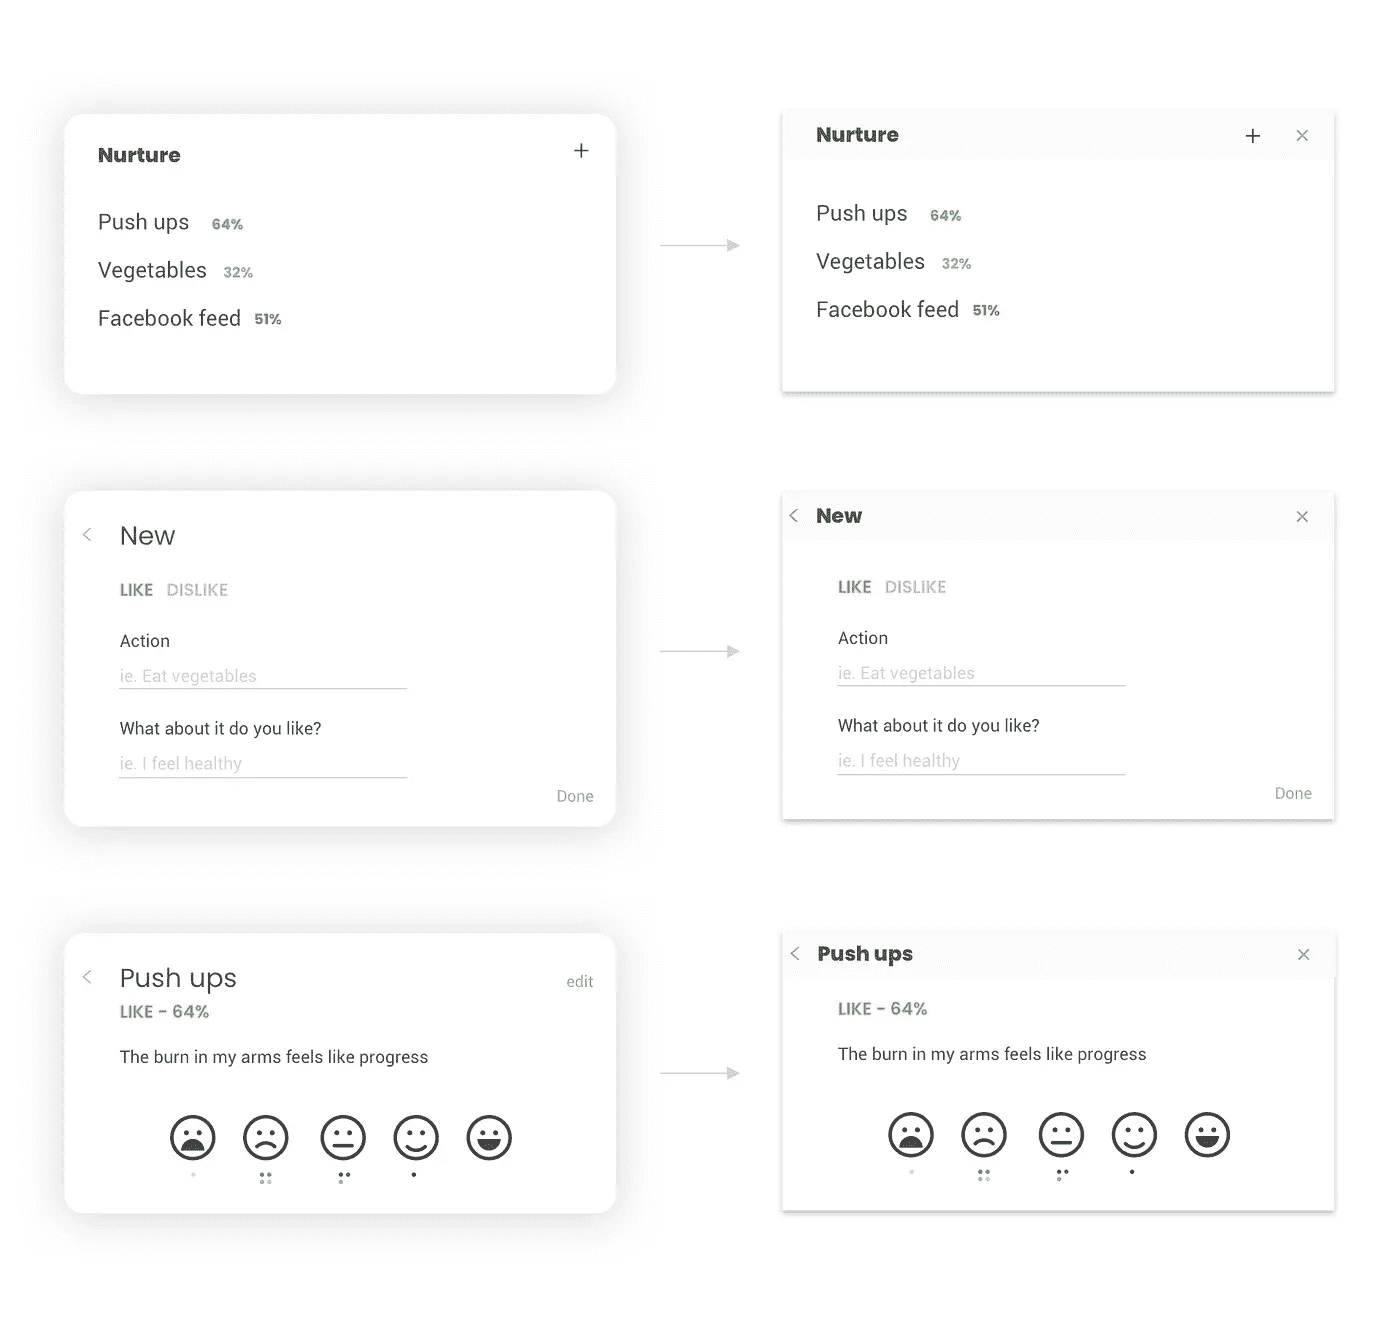 Nurture
Push ups 64%
Vegetables 32%
Facebook feed 51%
Nurture
Push ups 64%
Vegetables 32%
Facebook feed 51%
New
LIKE DISLIKE
Action
ie. Eat vegetables
What about it do you like?
ie. I feel healthy
Done
New
LIKE DISLIKE
Action
ie. Eat vegetables
What about it do you like?
ie. I feel healthy
Done
Push ups
edit
LIKE - 64%
The burn in my arms feels like progress
Push ups
LIKE - 64%
The burn in my arms feels like progress